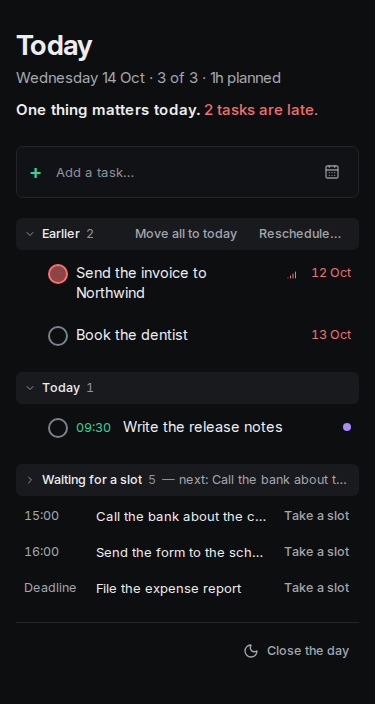 Today
Wednesday 14 Oct · 3 of 3 · 1h planned
One thing matters today. 2 tasks are late.
+ Add a task...
Earlier 2 Move all to today Reschedule...
Send the invoice to 12 Oct
Northwind
Book the dentist 13 Oct
Today 1
09:30 Write the release notes
Waiting for a slot 5 — next: Call the bank about t...
15:00 Call the bank about the c... Take a slot
16:00 Send the form to the sch... Take a slot
Deadline File the expense report Take a slot
Close the day